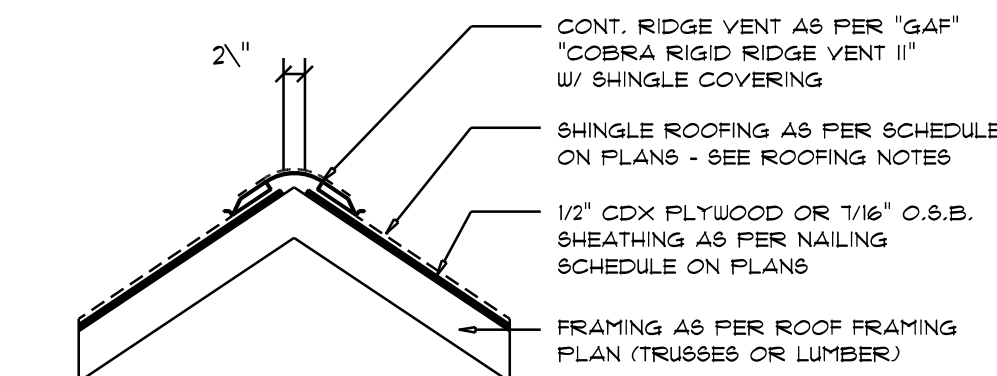 2\"
CONT. RIDGE VENT AS PER "GAF"
"COBRA RIGID RIDGE VENT II"
W/ SHINGLE COVERING
SHINGLE ROOFING AS PER SCHEDULE
ON PLANS - SEE ROOFING NOTES
1/2" CDX PLYWOOD OR 7/16" O.S.B.
SHEATHING AS PER NAILING
SCHEDULE ON PLANS
FRAMING AS PER ROOF FRAMING
PLAN (TRUSSES OR LUMBER)